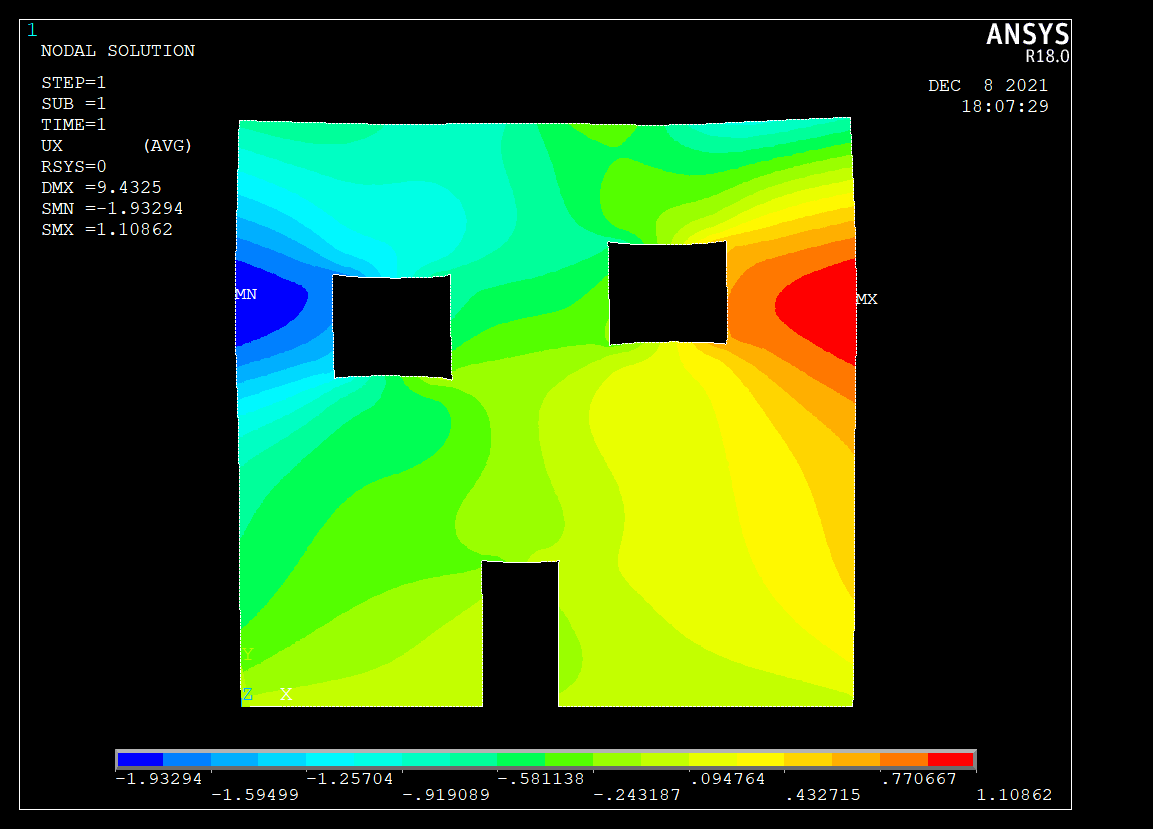 1
ANSYS
R18.0
NODAL SOLUTION
DEC 8 2021
18:07:29
STEP=1
SUB =1
TIME=1
UX (AVG)
RSYS=0
DMX =9.4325
SMN =-1.93294
SMX =1.10862
MN
MX
Y
Z X
-1.93294 -1.25704 -.581138 .094764 .770667
-1.59499 -.919089 -.243187 .432715 1.10862